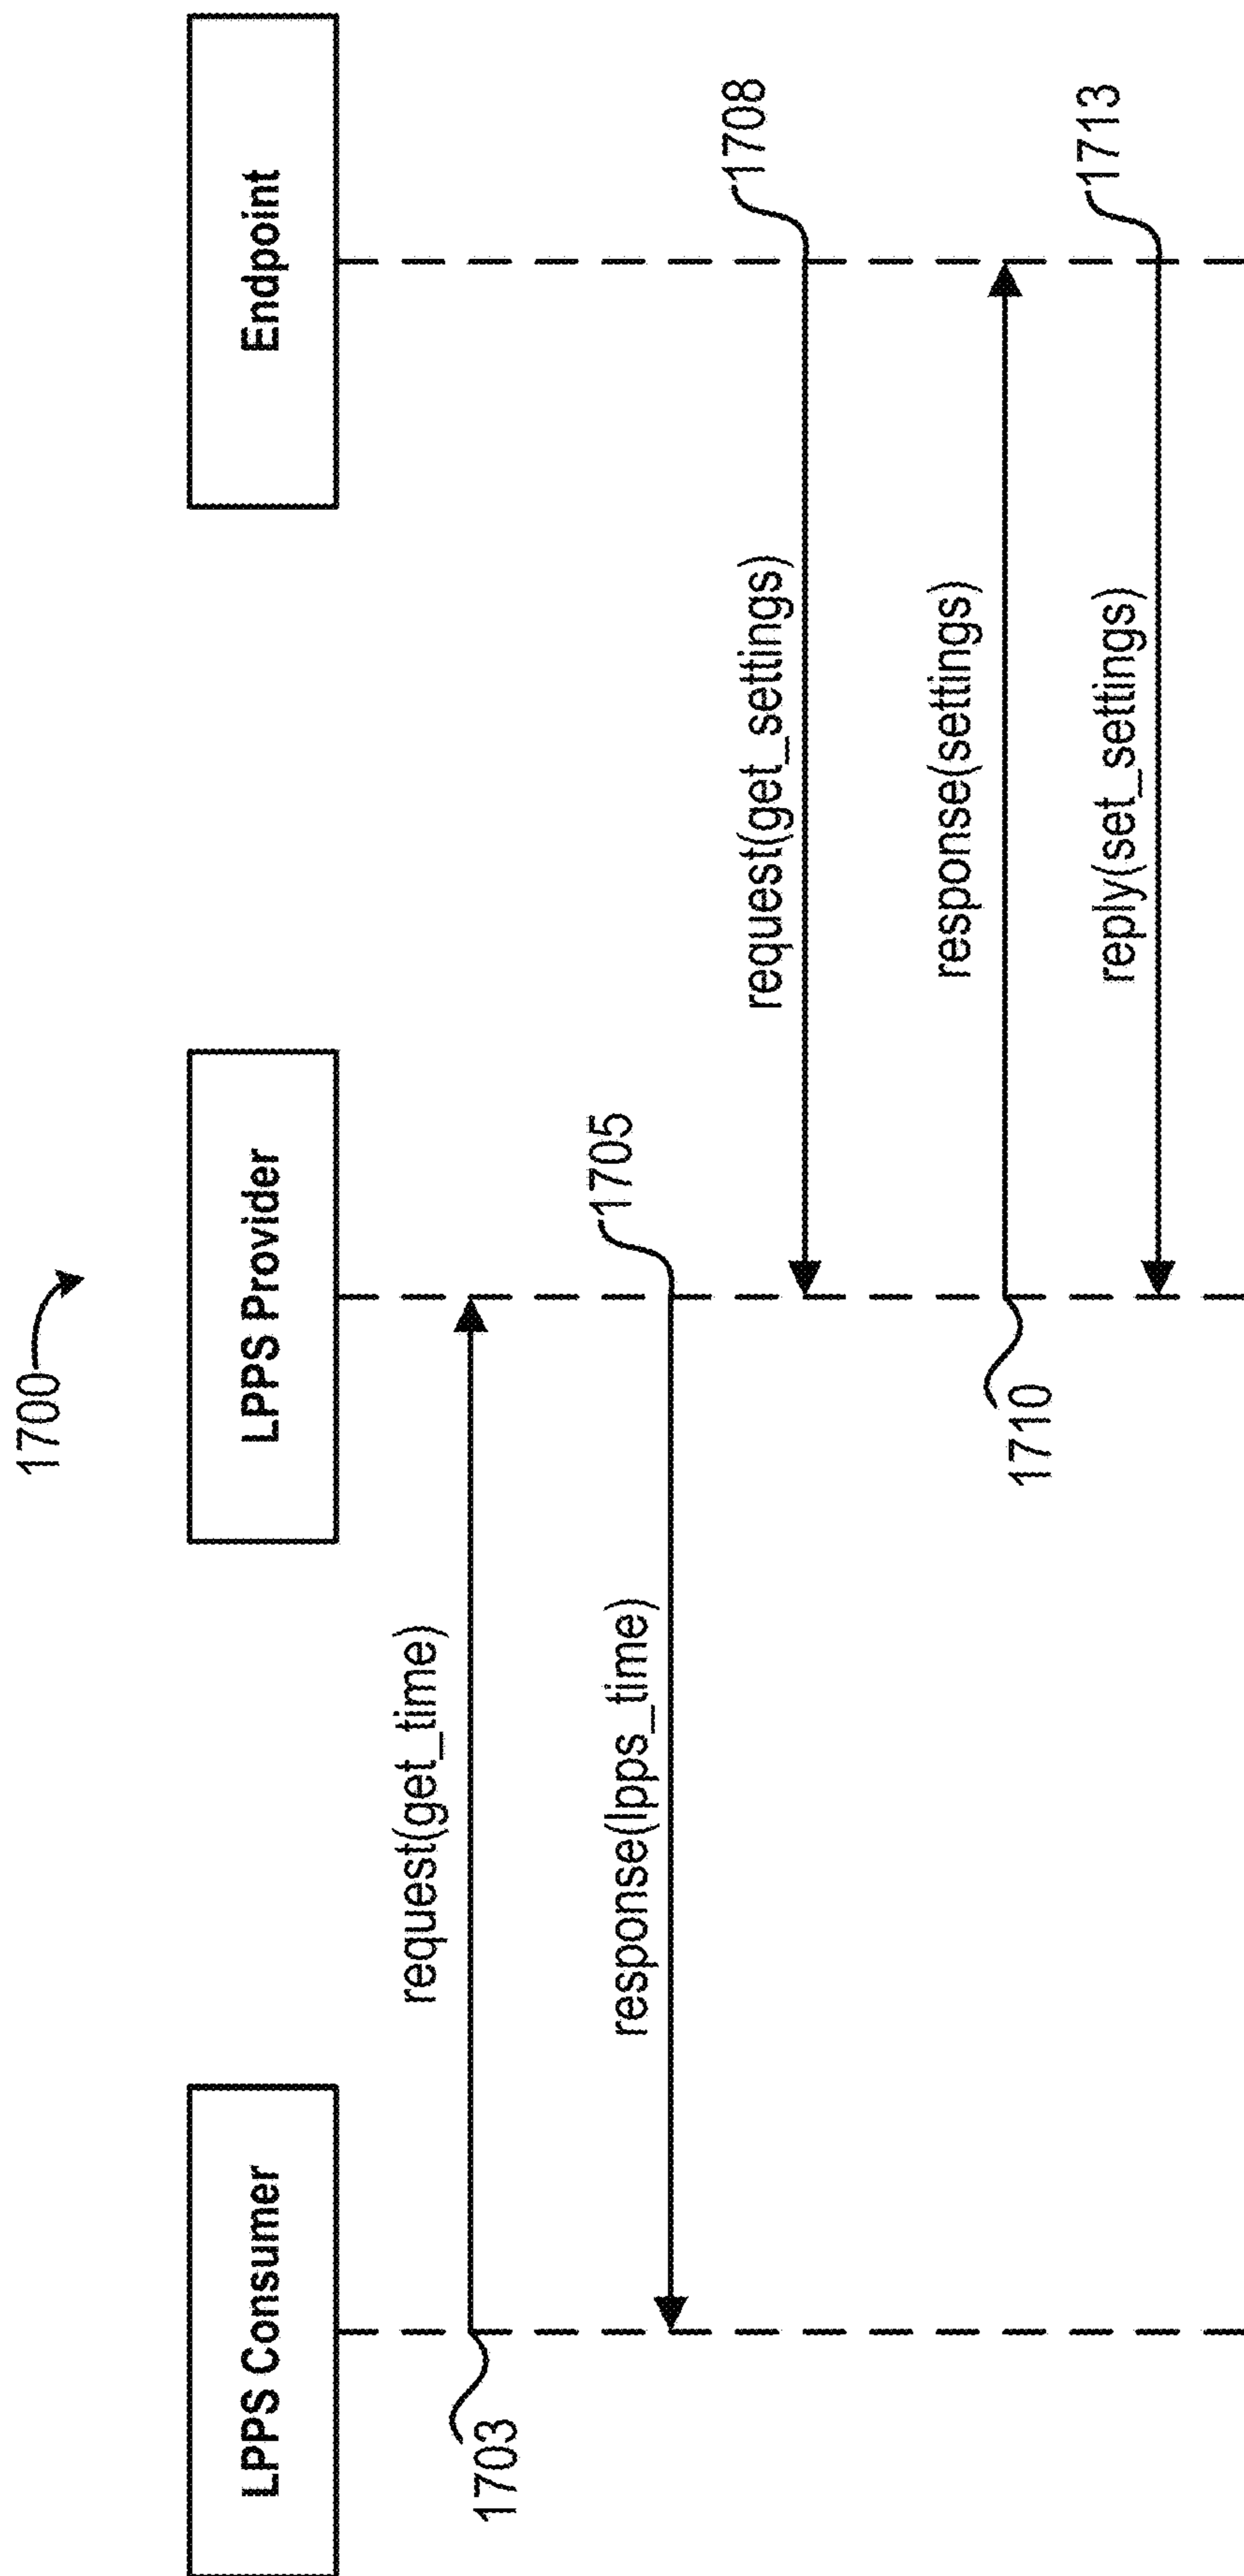 1700
LPPS Consumer
LPPS Provider
Endpoint
request(get_time)
1703
response(lpps_time)
1705
request(get_settings)
1708
response(settings)
1710
reply(set_settings)
1713